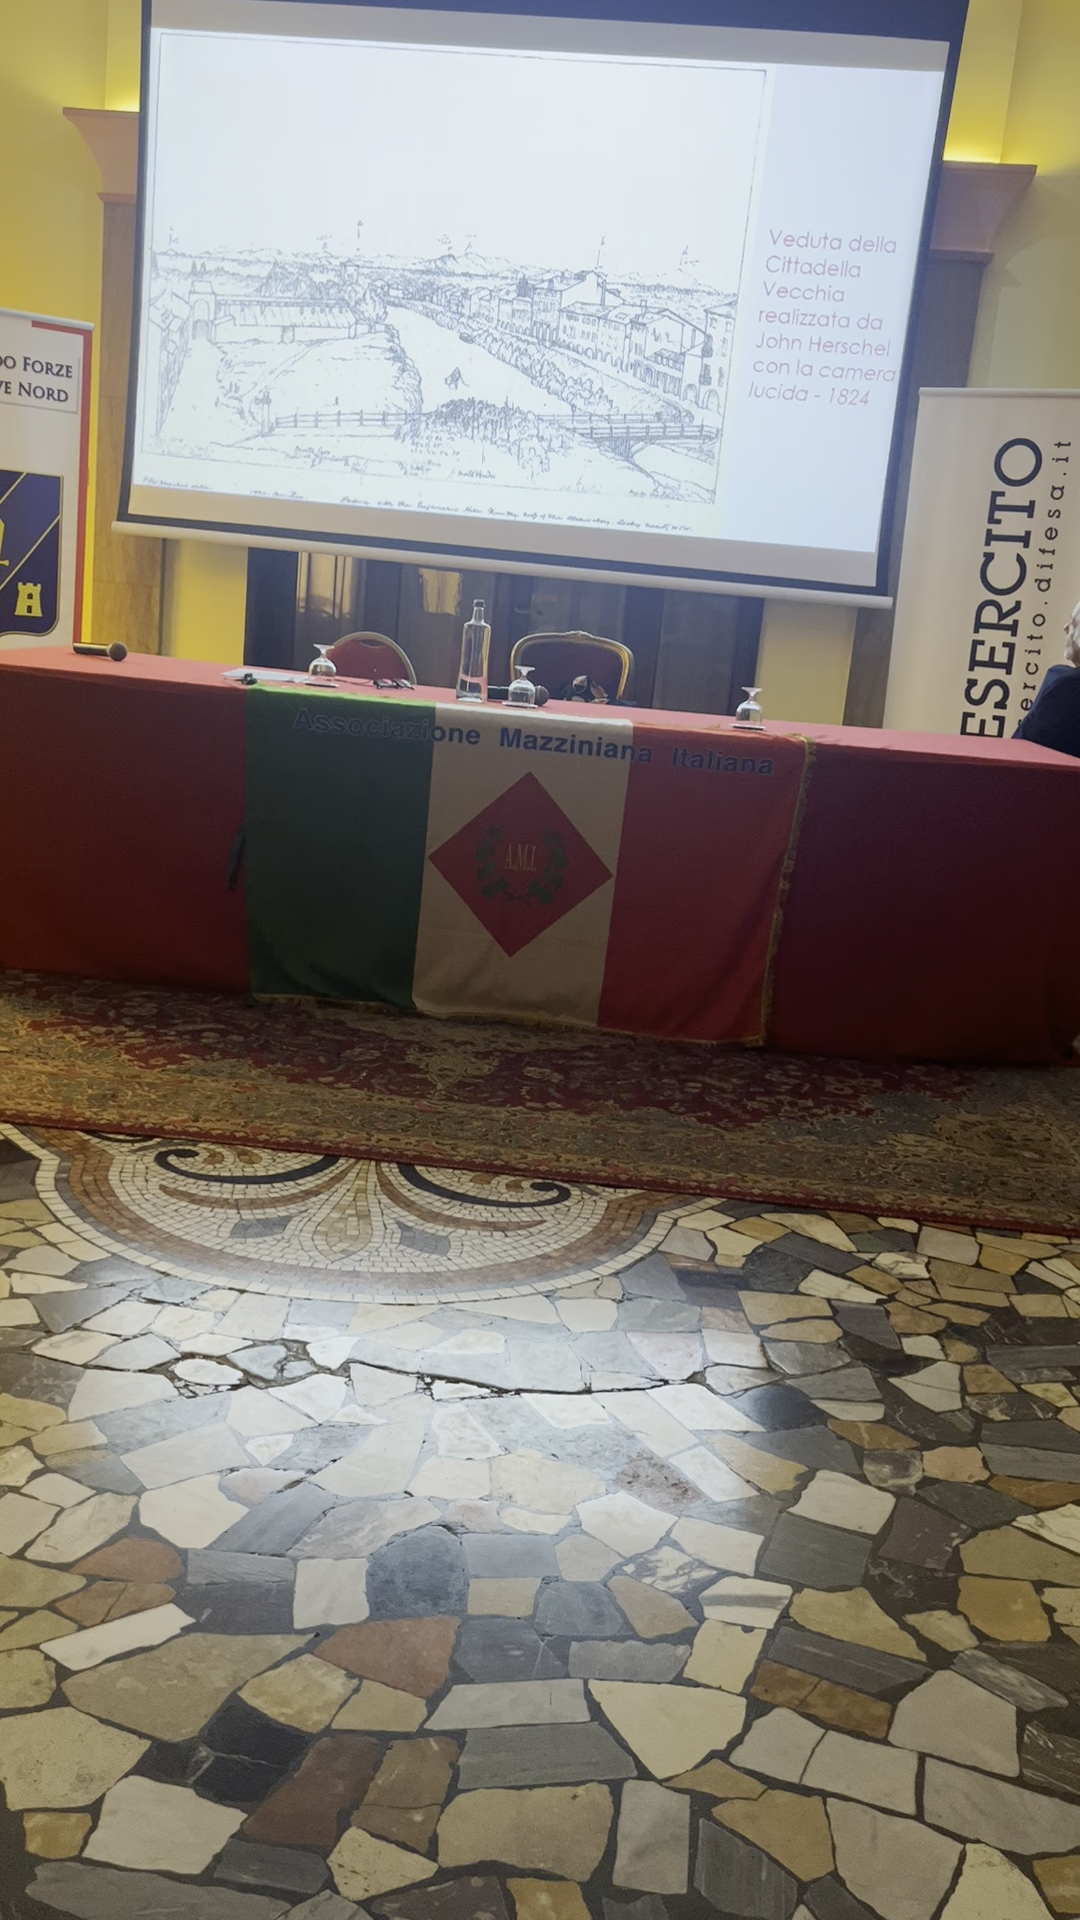 Veduta della
Cittadella
Vecchia
realizzata da
John Herschel
con la camera
lucida - 1824
DO FORZE
VE NORD
ESERCITO
esercito.difesa.it
Associazione Mazziniana Italiana
A.M.I.